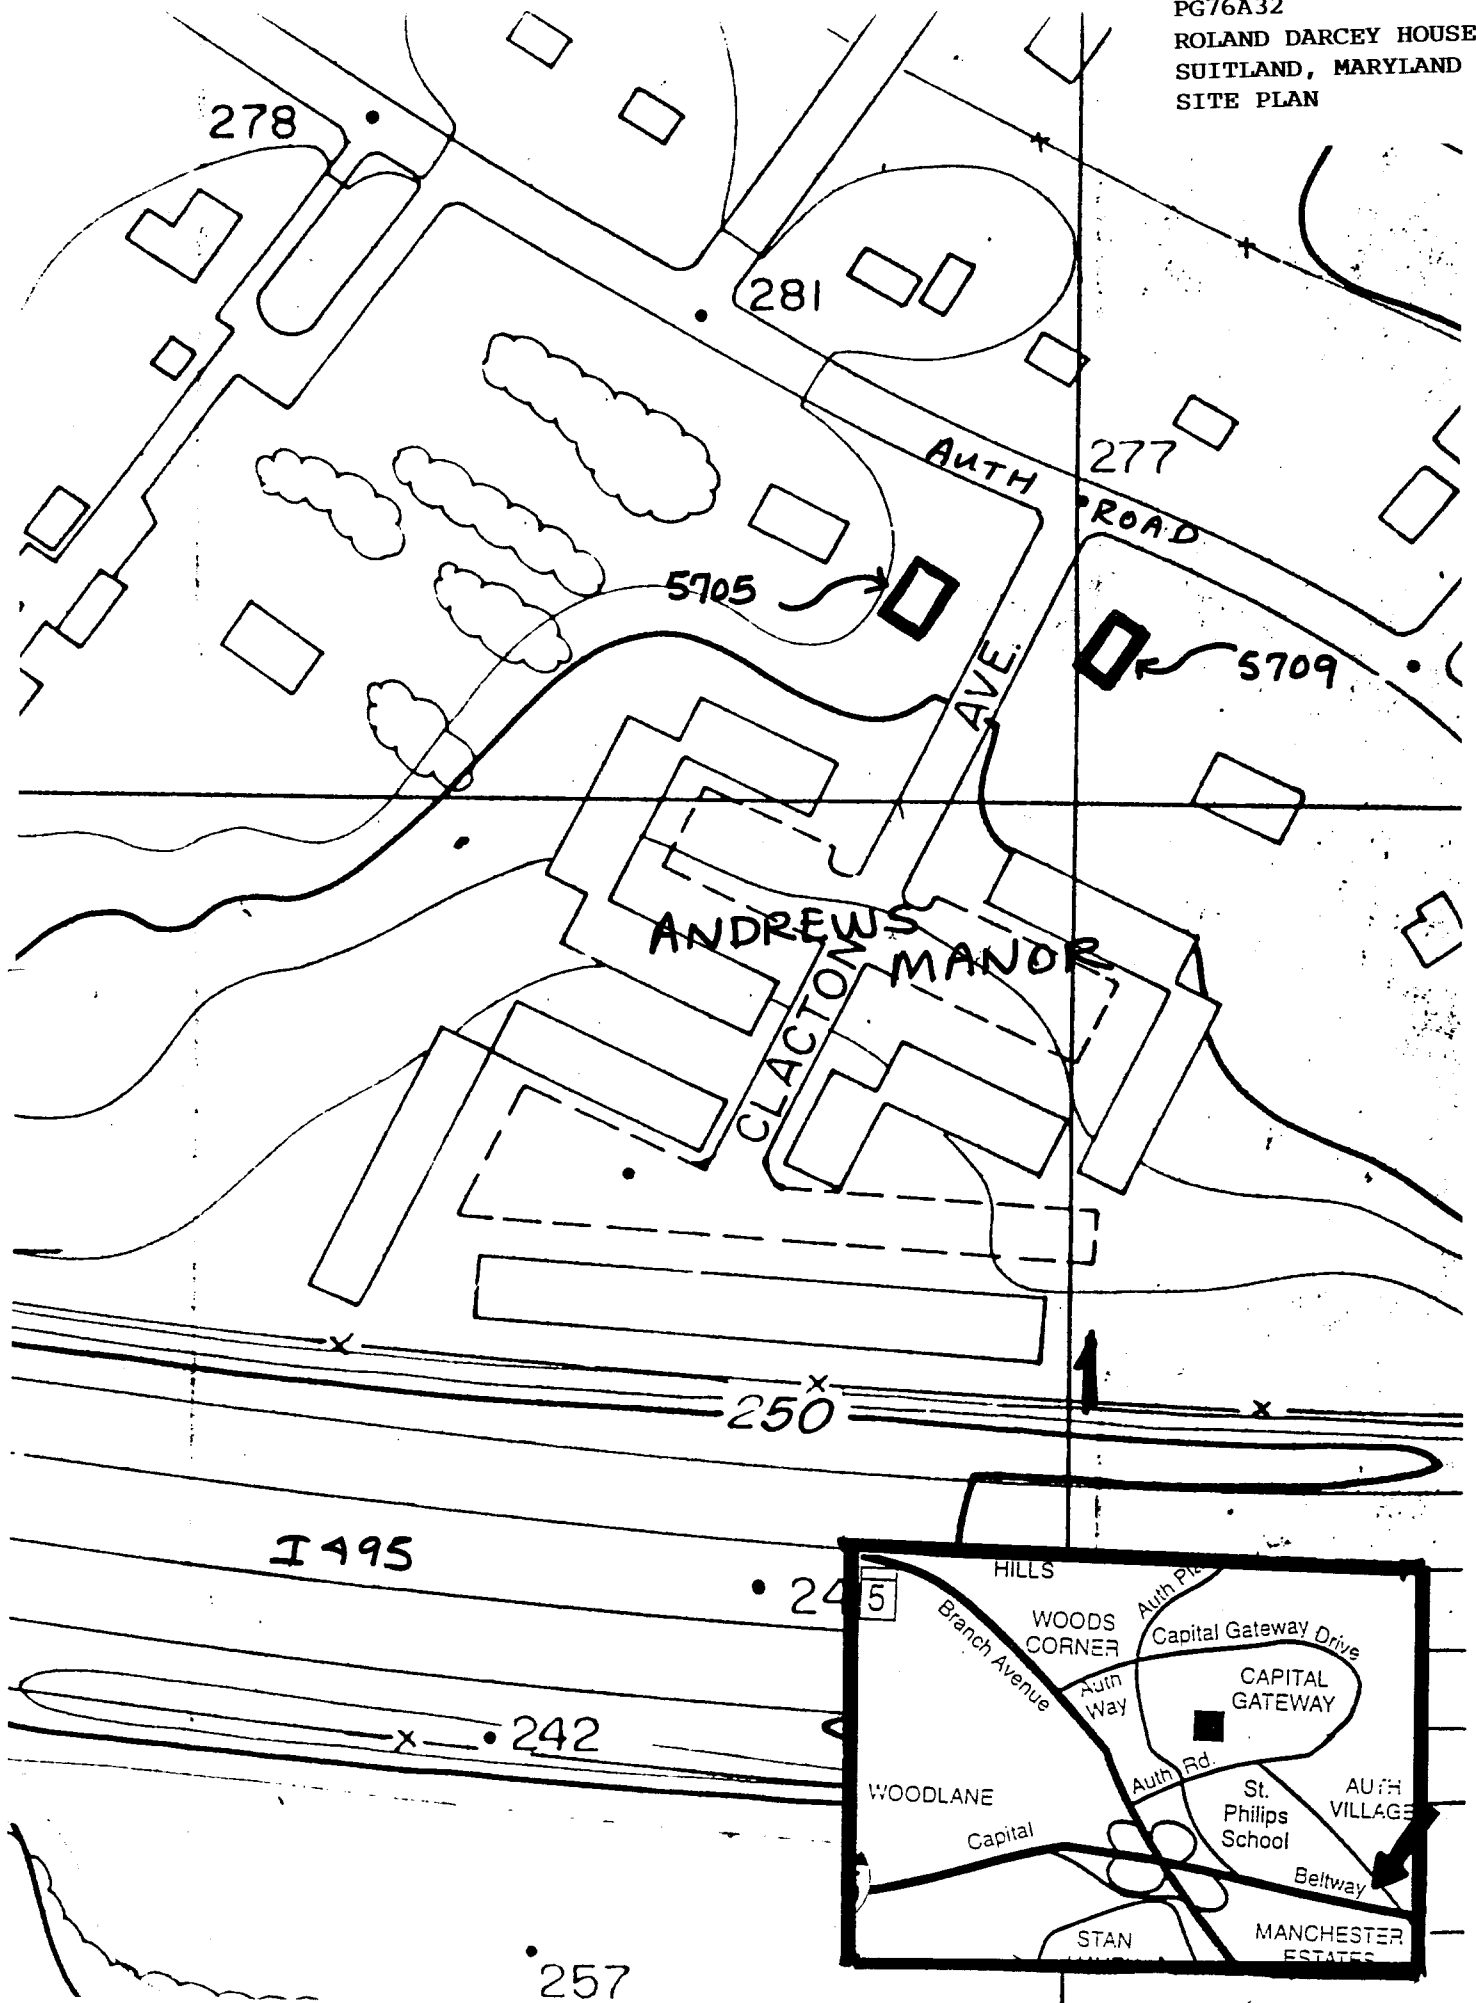 PG76A32
ROLAND DARCEY HOUSE
SUITLAND, MARYLAND
SITE PLAN
278
281
277
AUTH ROAD
5705
5709
AVE.
ANDREWS
MANOR
CLACTON
250
I 495
24
242
257
5
HILLS
Branch Avenue
WOODS
CORNER
Auth
Capital Gateway Drive
Auth
Way
CAPITAL
GATEWAY
Auth Rd.
WOODLANE
St.
Philips
School
AUTH
VILLAGE
Capital
Beltway
STAN
MANCHESTER
ESTATES